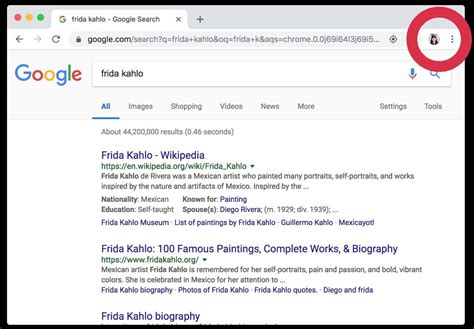 frida kahlo - Google Search
google.com/search?q=frida+kahlo&oq=frida+k&aqs=chrome.0.0j69i64l3j69i5...
Google
frida kahlo
All Images Shopping Videos News More Settings Tools
About 44,200,000 results (0.46 seconds)
Frida Kahlo - Wikipedia
https://en.wikipedia.org/wiki/Frida_Kahlo
Frida Kahlo de Rivera was a Mexican artist who painted many portraits, self-portraits, and works
inspired by the nature and artifacts of Mexico. Inspired by the ...
Nationality: Mexican Known for: Painting
Education: Self-taught Spouse(s): Diego Rivera; (m. 1929; div. 1939); ...
Frida Kahlo Museum · List of paintings by Frida Kahlo · Guillermo Kahlo · Mexicayotl
Frida Kahlo: 100 Famous Paintings, Complete Works, & Biography
https://www.fridakahlo.org/
Mexican artist Frida Kahlo is remembered for her self-portraits, pain and passion, and bold, vibrant
colors. She is celebrated in Mexico for her attention to ...
Frida Kahlo biography · Photos of Frida Kahlo · Frida Kahlo quotes. · Diego and frida
Frida Kahlo biography